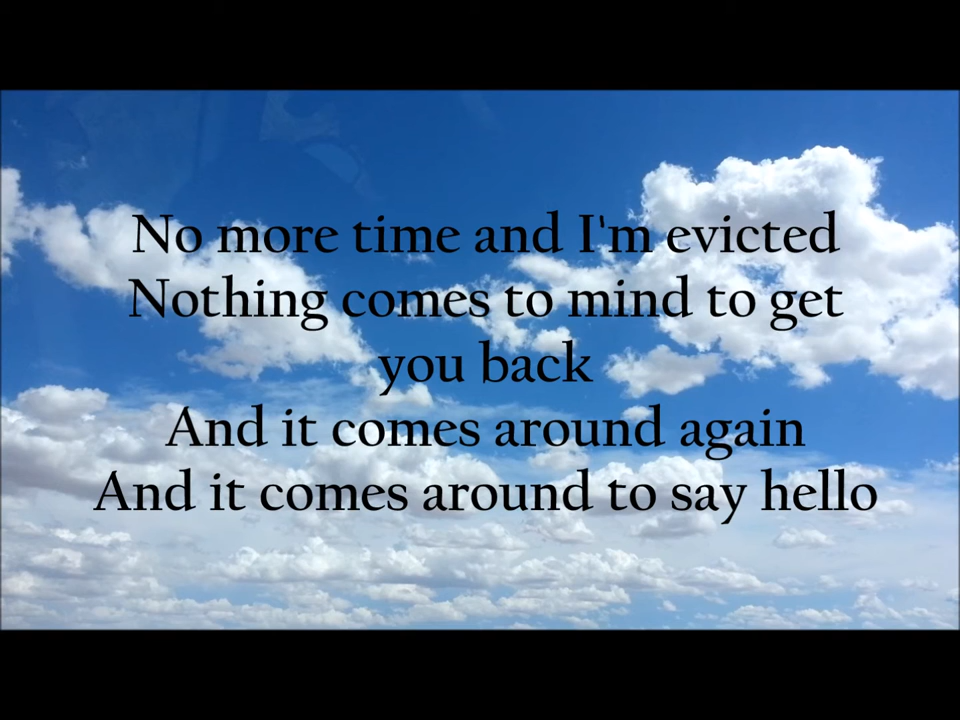 No more time and I'm evicted
Nothing comes to mind to get
you back
And it comes around again
And it comes around to say hello